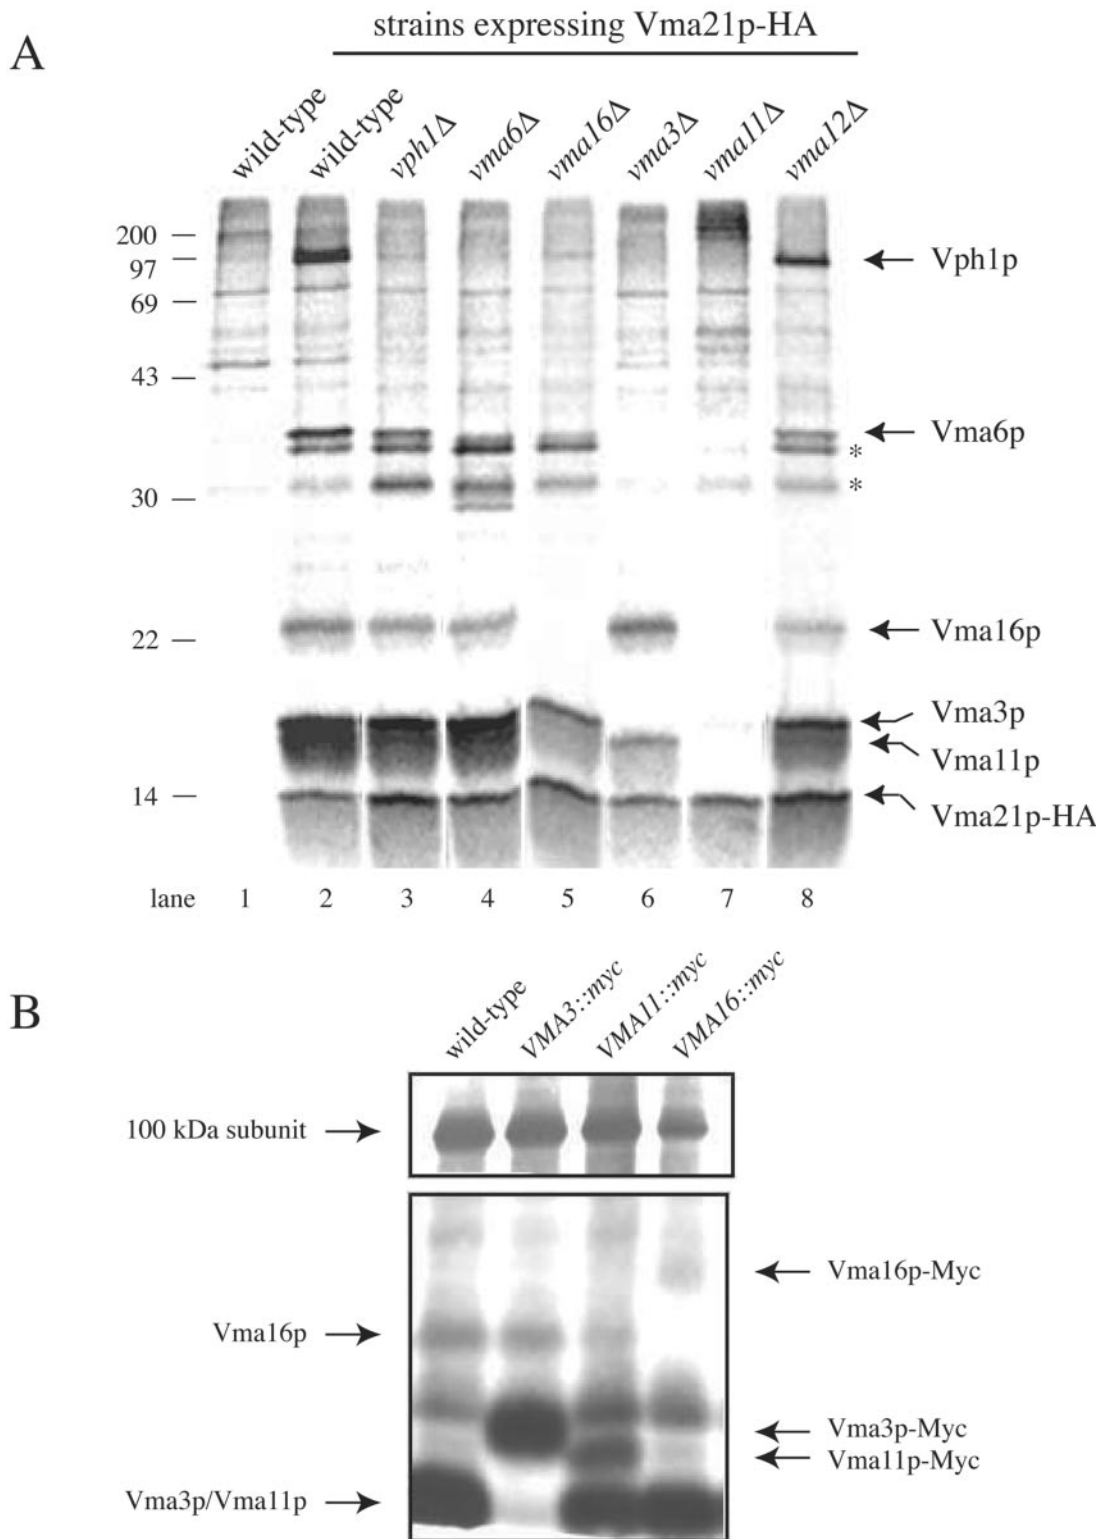 strains expressing Vma21p-HA
A
wild-type
wild-type
vph1Δ
vma6Δ
vma16Δ
vma3Δ
vma11Δ
vma12Δ
200
97
69
43
30
22
14
Vph1p
Vma6p
*
*
Vma16p
Vma3p
Vma11p
Vma21p-HA
lane 1 2 3 4 5 6 7 8
B
wild-type
VMA3::myc
VMA11::myc
VMA16::myc
100 kDa subunit
Vma16p-Myc
Vma16p
Vma3p-Myc
Vma11p-Myc
Vma3p/Vma11p